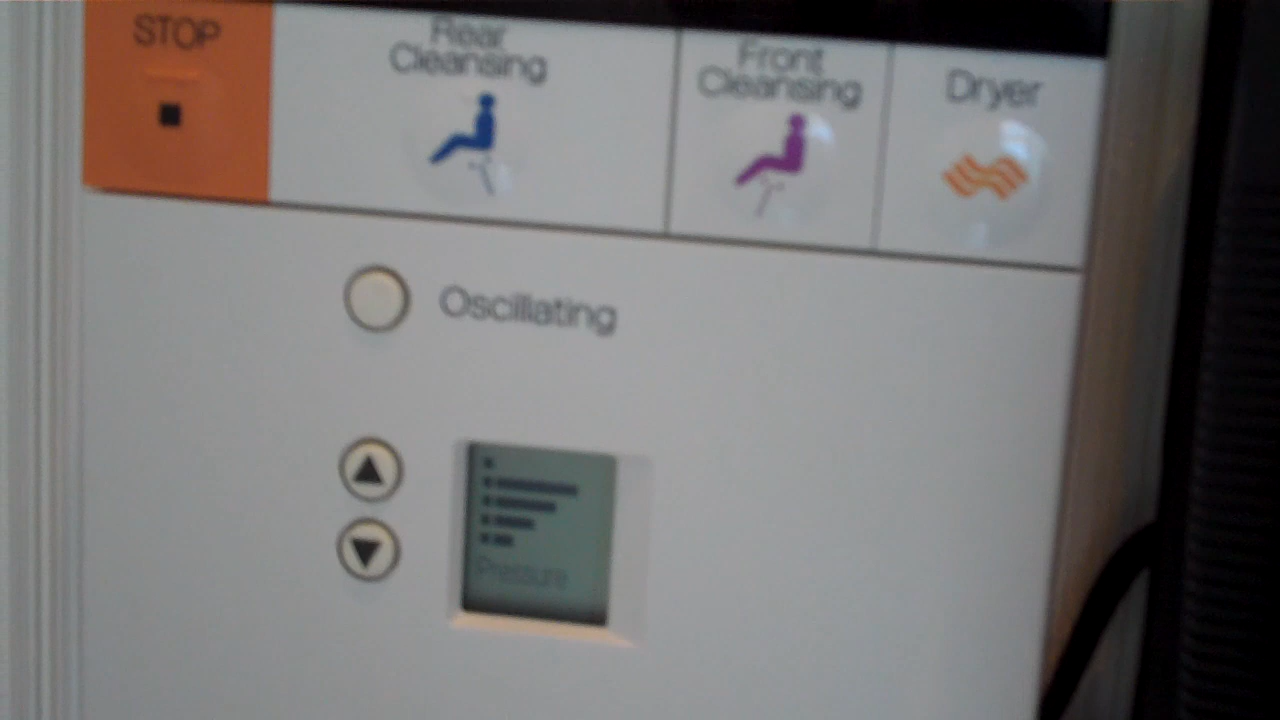 STOP
Rear
Cleansing
Front
Cleansing
Dryer
Oscillating
Pressure